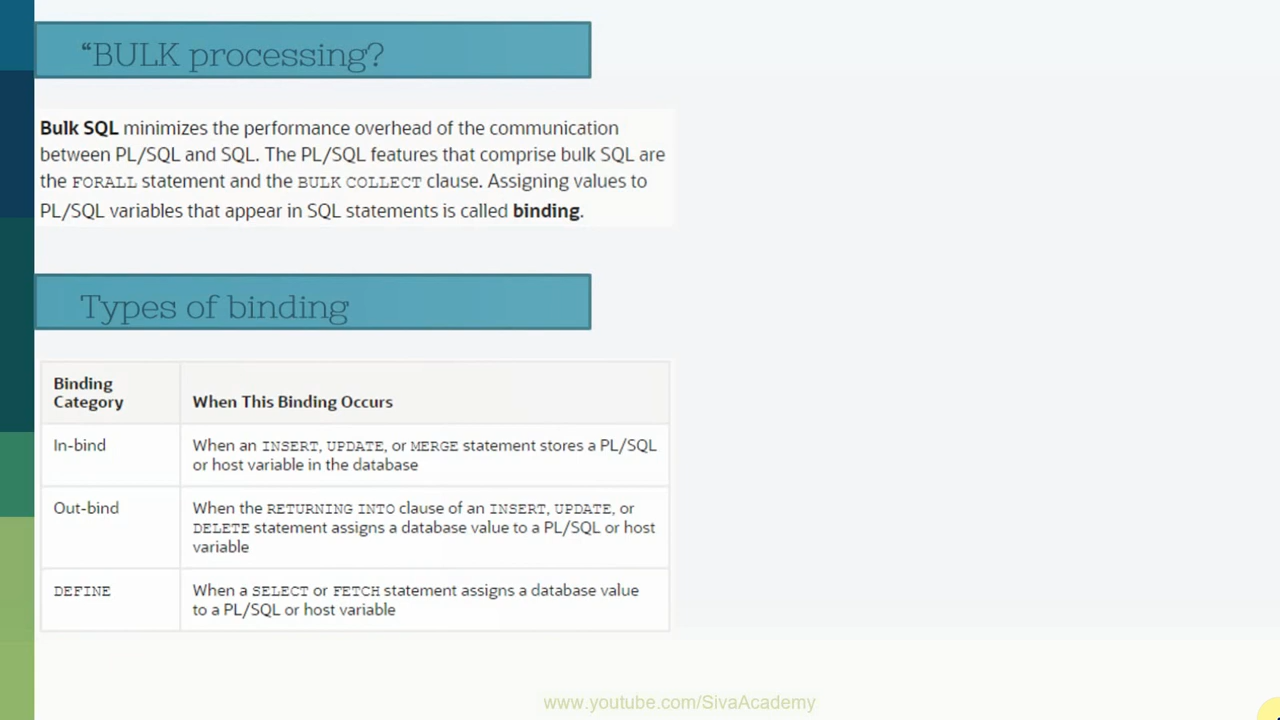 “BULK processing?
Bulk SQL minimizes the performance overhead of the communication
between PL/SQL and SQL. The PL/SQL features that comprise bulk SQL are
the FORALL statement and the BULK COLLECT clause. Assigning values to
PL/SQL variables that appear in SQL statements is called binding.
Types of binding
Binding
Category
When This Binding Occurs
In-bind
When an INSERT, UPDATE, or MERGE statement stores a PL/SQL
or host variable in the database
Out-bind
When the RETURNING INTO clause of an INSERT, UPDATE, or
DELETE statement assigns a database value to a PL/SQL or host
variable
DEFINE
When a SELECT or FETCH statement assigns a database value
to a PL/SQL or host variable
www.youtube.com/SivaAcademy